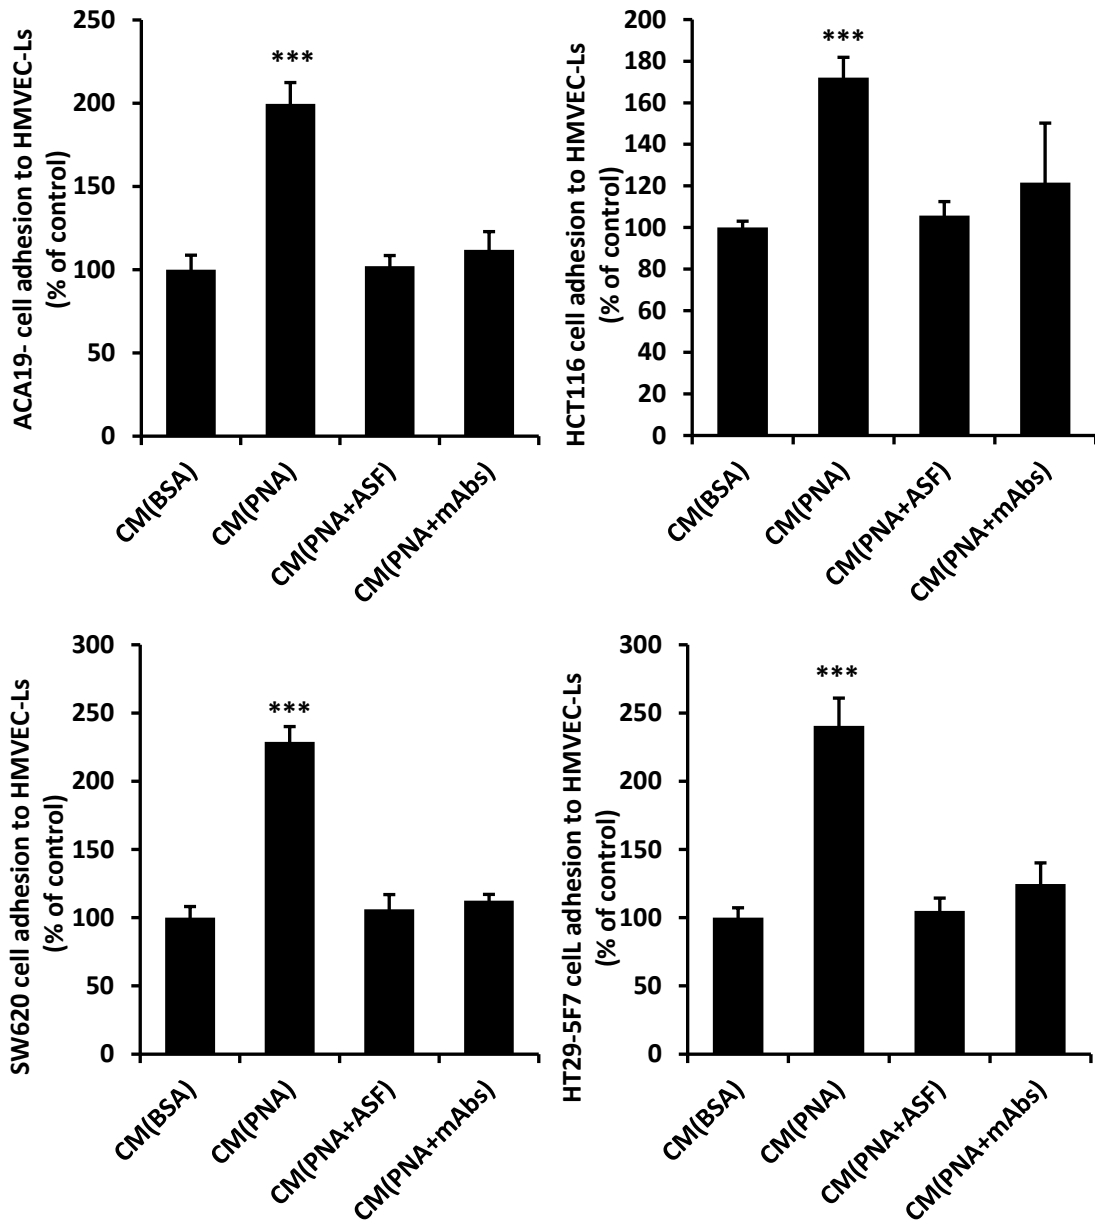 ACA19- cell adhesion to HMVEC-Ls
(% of control)
250
200
150
100
50
0
***
CM(BSA)
CM(PNA)
CM(PNA+ASF)
CM(PNA+mAbs)
HCT116 cell adhesion to HMVEC-Ls
(% of control)
200
180
160
140
120
100
80
60
40
20
0
***
CM(BSA)
CM(PNA)
CM(PNA+ASF)
CM(PNA+mAbs)
SW620 cell adhesion to HMVEC-Ls
(% of control)
300
250
200
150
100
50
0
***
CM(BSA)
CM(PNA)
CM(PNA+ASF)
CM(PNA+mAbs)
HT29-5F7 celL adhesion to HMVEC-Ls
(% of control)
300
250
200
150
100
50
0
***
CM(BSA)
CM(PNA)
CM(PNA+ASF)
CM(PNA+mAbs)